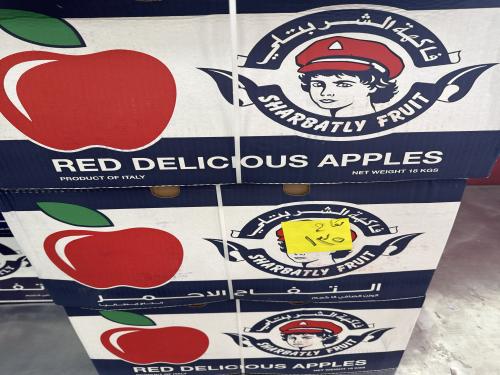 فاكهة الشربتلي
SHARBATLY FRUIT
RED DELICIOUS APPLES
PRODUCT OF ITALY
NET WEIGHT 18 KGS
الشربتلي
SHARBATLY FRUIT
التفاح الاحمر
فاكهة الشربتلي
SHARBATLY FRUIT
RED DELICIOUS APPLES